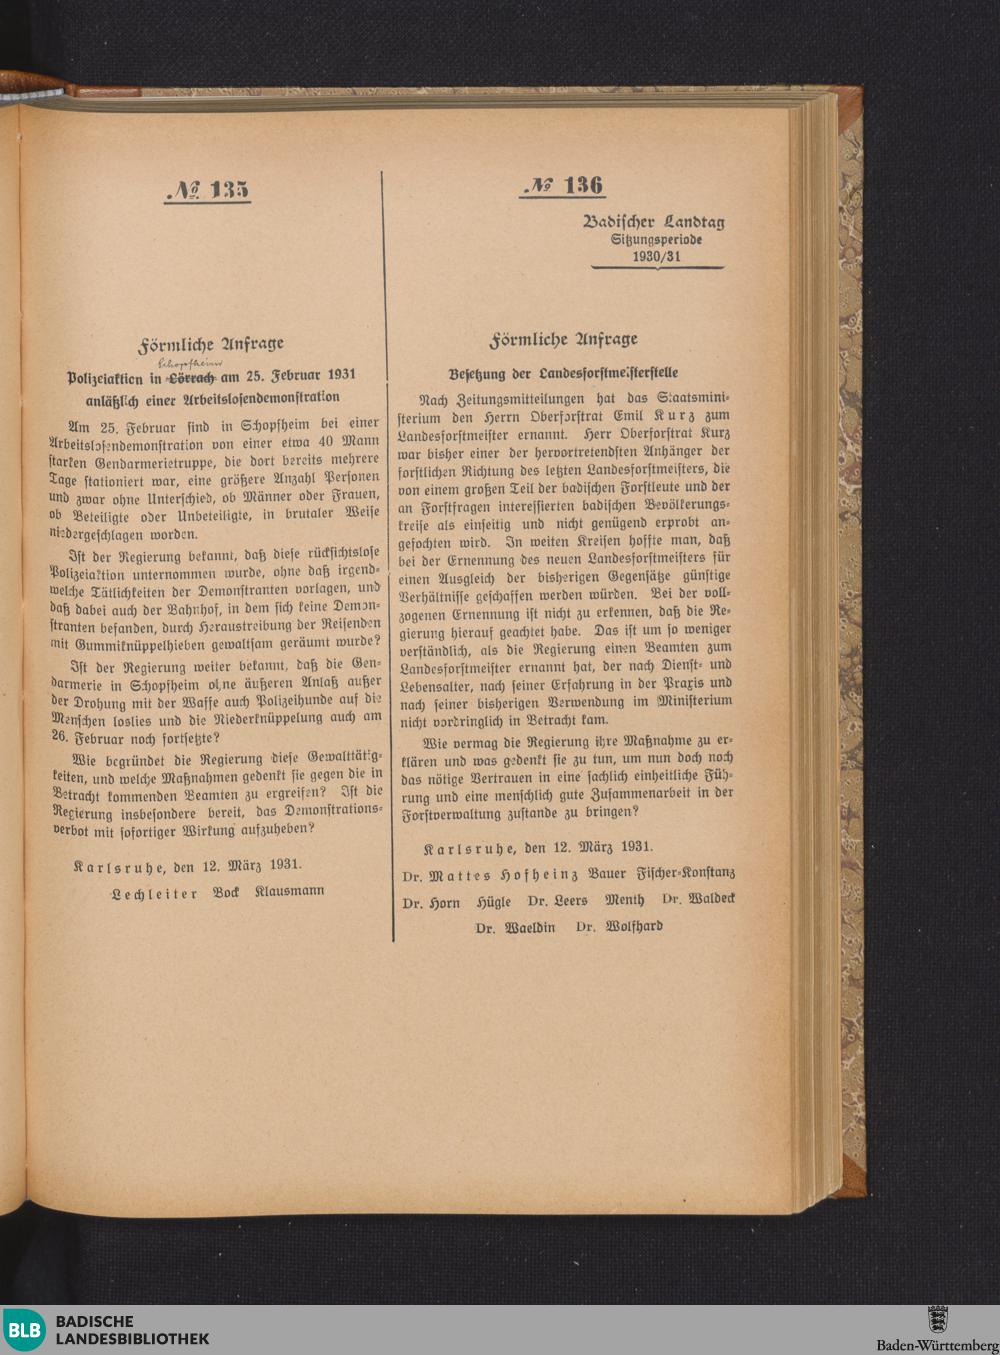 № 135
Förmliche Anfrage
Schopfheim
Polizeiaktion in Lörrach am 25. Februar 1931
anläßlich einer Arbeitslosendemonstration
Am 25. Februar sind in Schopfheim bei einer
Arbeitslosendemonstration von einer etwa 40 Mann
starken Gendarmerietruppe, die dort bereits mehrere
Tage stationiert war, eine größere Anzahl Personen
und zwar ohne Unterschied, ob Männer oder Frauen,
ob Beteiligte oder Unbeteiligte, in brutaler Weise
niedergeschlagen worden.
Ist der Regierung bekannt, daß diese rücksichtslose
Polizeiaktion unternommen wurde, ohne daß irgend-
welche Tätlichkeiten der Demonstranten vorlagen, und
daß dabei auch der Bahnhof, in dem sich keine Demon-
stranten befanden, durch Heraustreibung der Reisenden
mit Gummiknüppelhieben gewaltsam geräumt wurde?
Ist der Regierung weiter bekannt, daß die Gen-
darmerie in Schopfheim ohne äußeren Anlaß außer
der Drohung mit der Waffe auch Polizeihunde auf die
Menschen loslies und die Niederknüppelung auch am
26. Februar noch fortsetzte?
Wie begründet die Regierung diese Gewalttätig-
keiten, und welche Maßnahmen gedenkt sie gegen die in
Betracht kommenden Beamten zu ergreifen? Ist die
Regierung insbesondere bereit, das Demonstrations-
verbot mit sofortiger Wirkung aufzuheben?
Karlsruhe, den 12. März 1931.
Lechleiter Bock Klausmann
№ 136
Badischer Landtag
Sitzungsperiode
1930/31
Förmliche Anfrage
Besetzung der Landesforstmeisterstelle
Nach Zeitungsmitteilungen hat das Staatsmini-
sterium den Herrn Oberforstrat Emil Kurz zum
Landesforstmeister ernannt. Herr Oberforstrat Kurz
war bisher einer der hervortretendsten Anhänger der
forstlichen Richtung des letzten Landesforstmeisters, die
von einem großen Teil der badischen Forstleute und der
an Forstfragen interessierten badischen Bevölkerungs-
kreise als einseitig und nicht genügend erprobt an-
gefochten wird. In weiten Kreisen hoffte man, daß
bei der Ernennung des neuen Landesforstmeisters für
einen Ausgleich der bisherigen Gegensätze günstige
Verhältnisse geschaffen werden würden. Bei der voll-
zogenen Ernennung ist nicht zu erkennen, daß die Re-
gierung hierauf geachtet habe. Das ist um so weniger
verständlich, als die Regierung einen Beamten zum
Landesforstmeister ernannt hat, der nach Dienst- und
Lebensalter, nach seiner Erfahrung in der Praxis und
nach seiner bisherigen Verwendung im Ministerium
nicht vordringlich in Betracht kam.
Wie vermag die Regierung ihre Maßnahme zu er-
klären und was gedenkt sie zu tun, um nun doch noch
das nötige Vertrauen in eine sachlich einheitliche Füh-
rung und eine menschlich gute Zusammenarbeit in der
Forstverwaltung zustande zu bringen?
Karlsruhe, den 12. März 1931.
Dr. Mattes Hofheinz Bauer Fischer-Konstanz
Dr. Horn Hügle Dr. Leers Menth Dr. Waldeck
Dr. Waeldin Dr. Wolfhard
BLB BADISCHE
LANDESBIBLIOTHEK
Baden-Württemberg